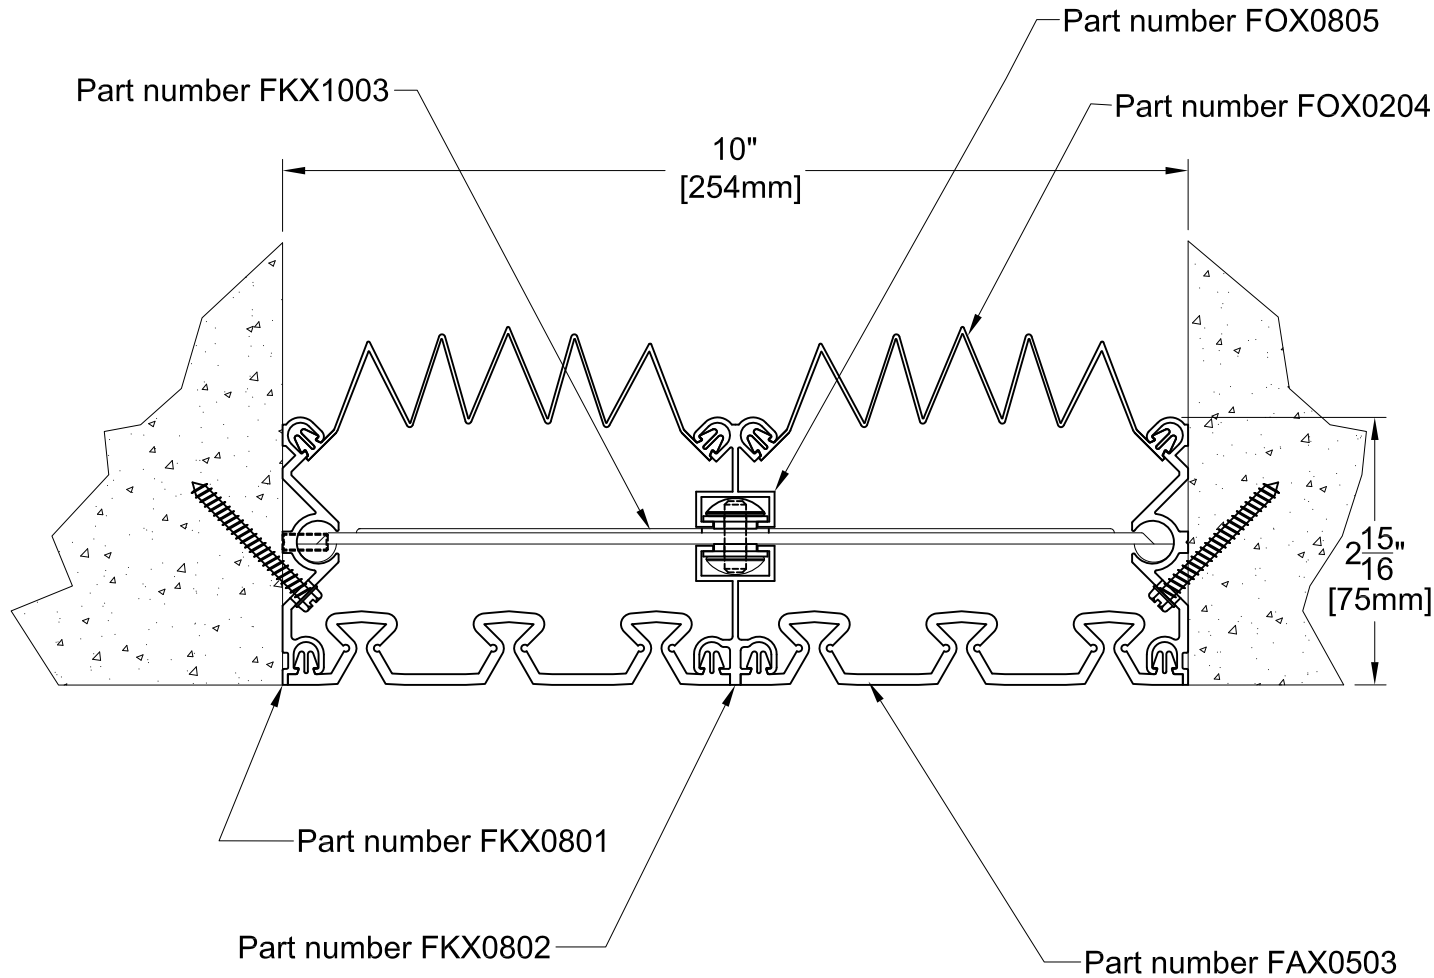 Part number FOX0805
Part number FKX1003
Part number FOX0204
10"
[254mm]
2 15/16"
[75mm]
Part number FKX0801
Part number FKX0802
Part number FAX0503